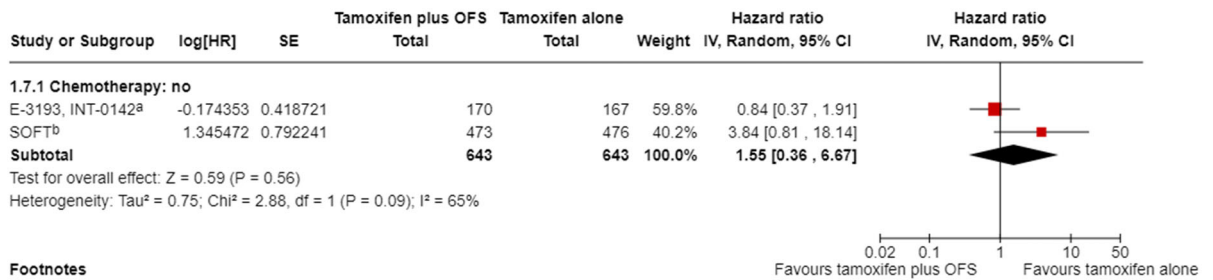 Tamoxifen plus OFS Tamoxifen alone Hazard ratio Hazard ratio
Study or Subgroup log[HR] SE Total Total Weight IV, Random, 95% CI IV, Random, 95% CI
1.7.1 Chemotherapy: no
E-3193, INT-0142a -0.174353 0.418721 170 167 59.8% 0.84 [0.37 , 1.91]
SOFTb 1.345472 0.792241 473 476 40.2% 3.84 [0.81 , 18.14]
Subtotal 643 643 100.0% 1.55 [0.36 , 6.67]
Test for overall effect: Z = 0.59 (P = 0.56)
Heterogeneity: Tau² = 0.75; Chi² = 2.88, df = 1 (P = 0.09); I² = 65%
0.02 0.1 1 10 50
Footnotes Favours tamoxifen plus OFS Favours tamoxifen alone